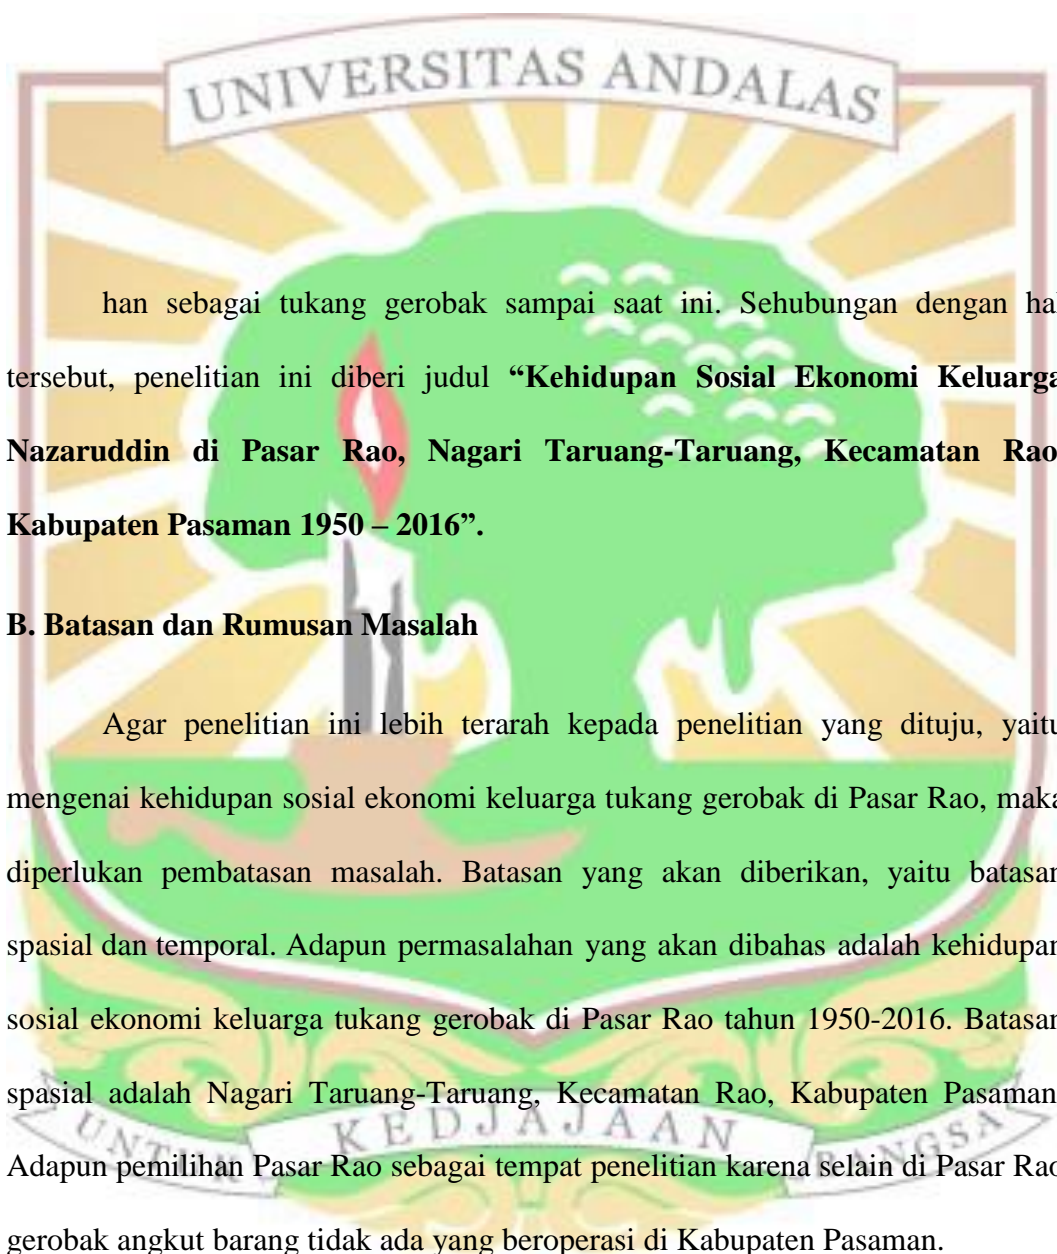 UNIVERSITAS ANDALAS
han sebagai tukang gerobak sampai saat ini. Sehubungan dengan hal
tersebut, penelitian ini diberi judul “Kehidupan Sosial Ekonomi Keluarga
Nazaruddin di Pasar Rao, Nagari Taruang-Taruang, Kecamatan Rao
Kabupaten Pasaman 1950 – 2016”.
B. Batasan dan Rumusan Masalah
Agar penelitian ini lebih terarah kepada penelitian yang dituju, yaitu
mengenai kehidupan sosial ekonomi keluarga tukang gerobak di Pasar Rao, maka
diperlukan pembatasan masalah. Batasan yang akan diberikan, yaitu batasan
spasial dan temporal. Adapun permasalahan yang akan dibahas adalah kehidupan
sosial ekonomi keluarga tukang gerobak di Pasar Rao tahun 1950-2016. Batasan
spasial adalah Nagari Taruang-Taruang, Kecamatan Rao, Kabupaten Pasaman
UNTUK KEDJAJAAN BANGSA
Adapun pemilihan Pasar Rao sebagai tempat penelitian karena selain di Pasar Rao
gerobak angkut barang tidak ada yang beroperasi di Kabupaten Pasaman.